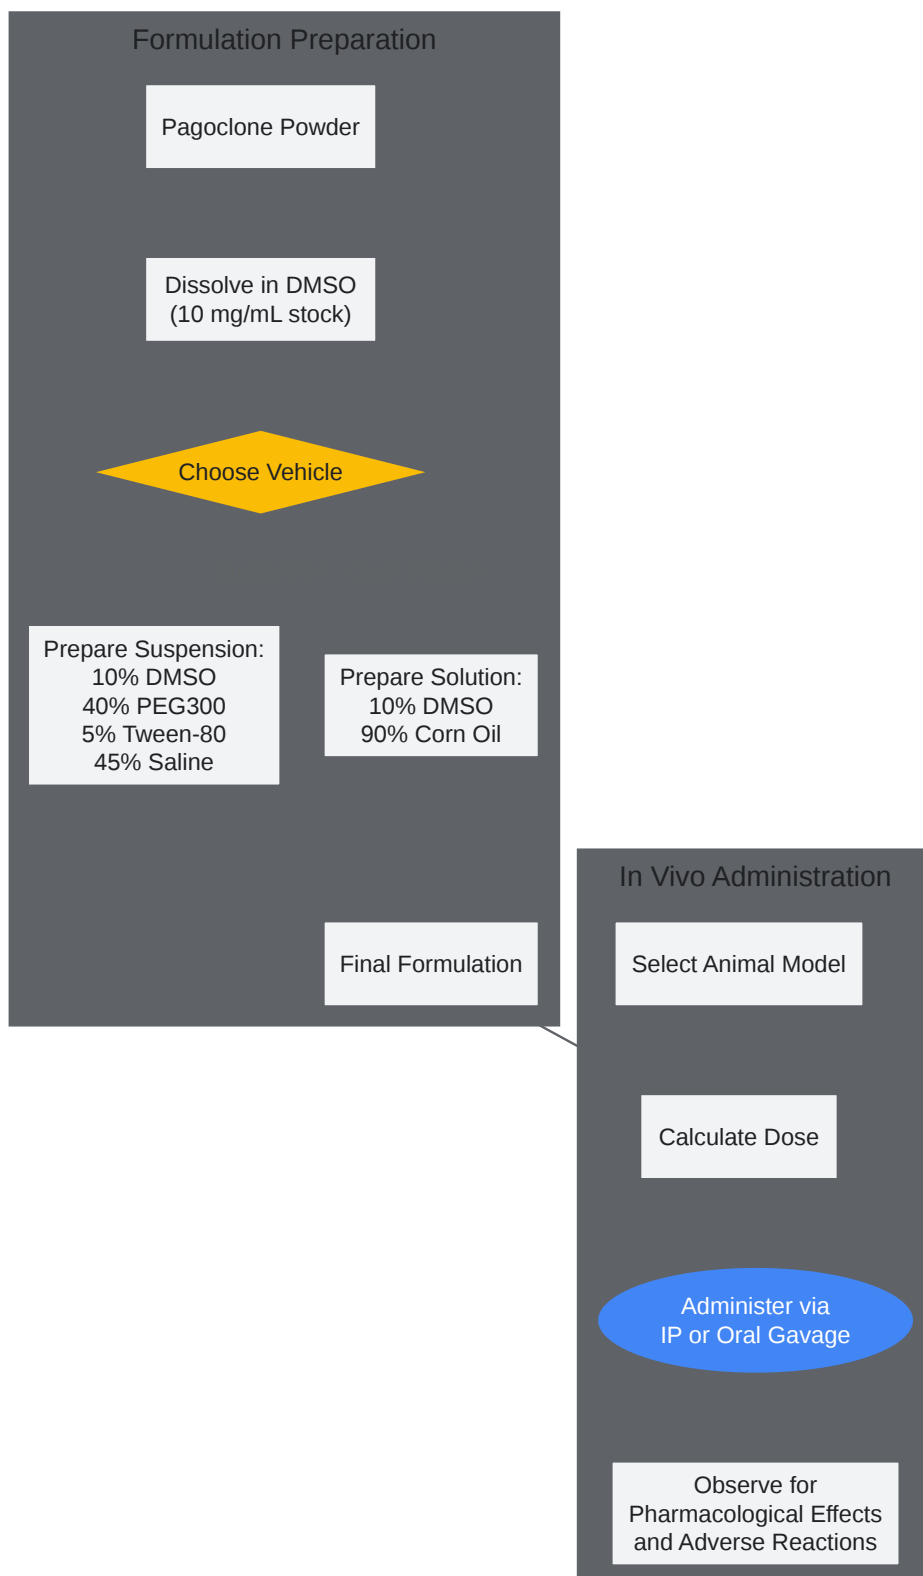 Formulation Preparation
Pagoclone Powder
Dissolve in DMSO
(10 mg/mL stock)
Choose Vehicle
Prepare Suspension:
10% DMSO
40% PEG300
5% Tween-80
45% Saline
Prepare Solution:
10% DMSO
90% Corn Oil
Final Formulation
In Vivo Administration
Select Animal Model
Calculate Dose
Administer via
IP or Oral Gavage
Observe for
Pharmacological Effects
and Adverse Reactions